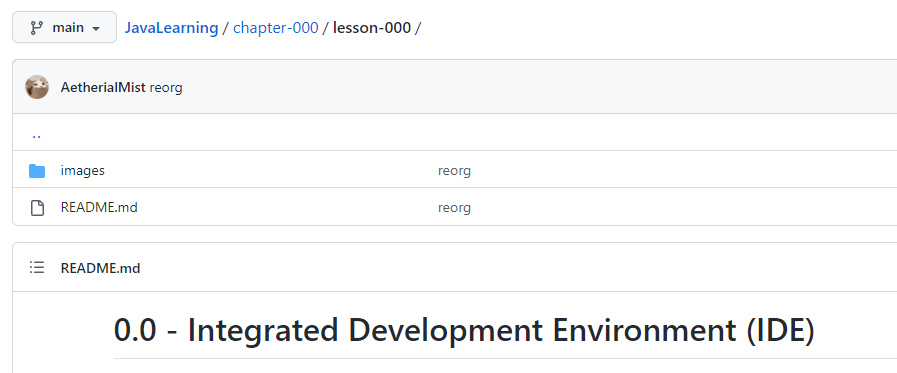 main JavaLearning / chapter-000 / lesson-000 /
AetherialMist reorg
..
images reorg
README.md reorg
README.md
0.0 - Integrated Development Environment (IDE)